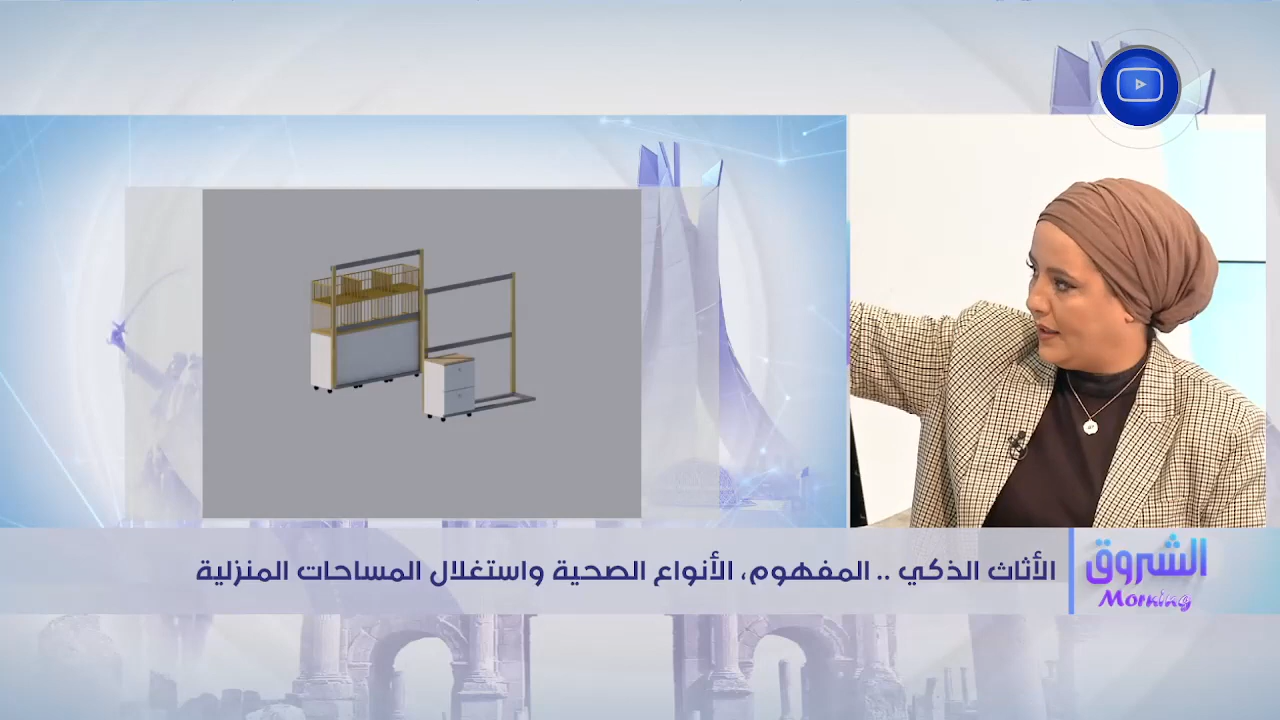 الأثاث الذكي .. المفهوم، الأنواع الصحية واستغلال المساحات المنزلية
الشروق
Morning